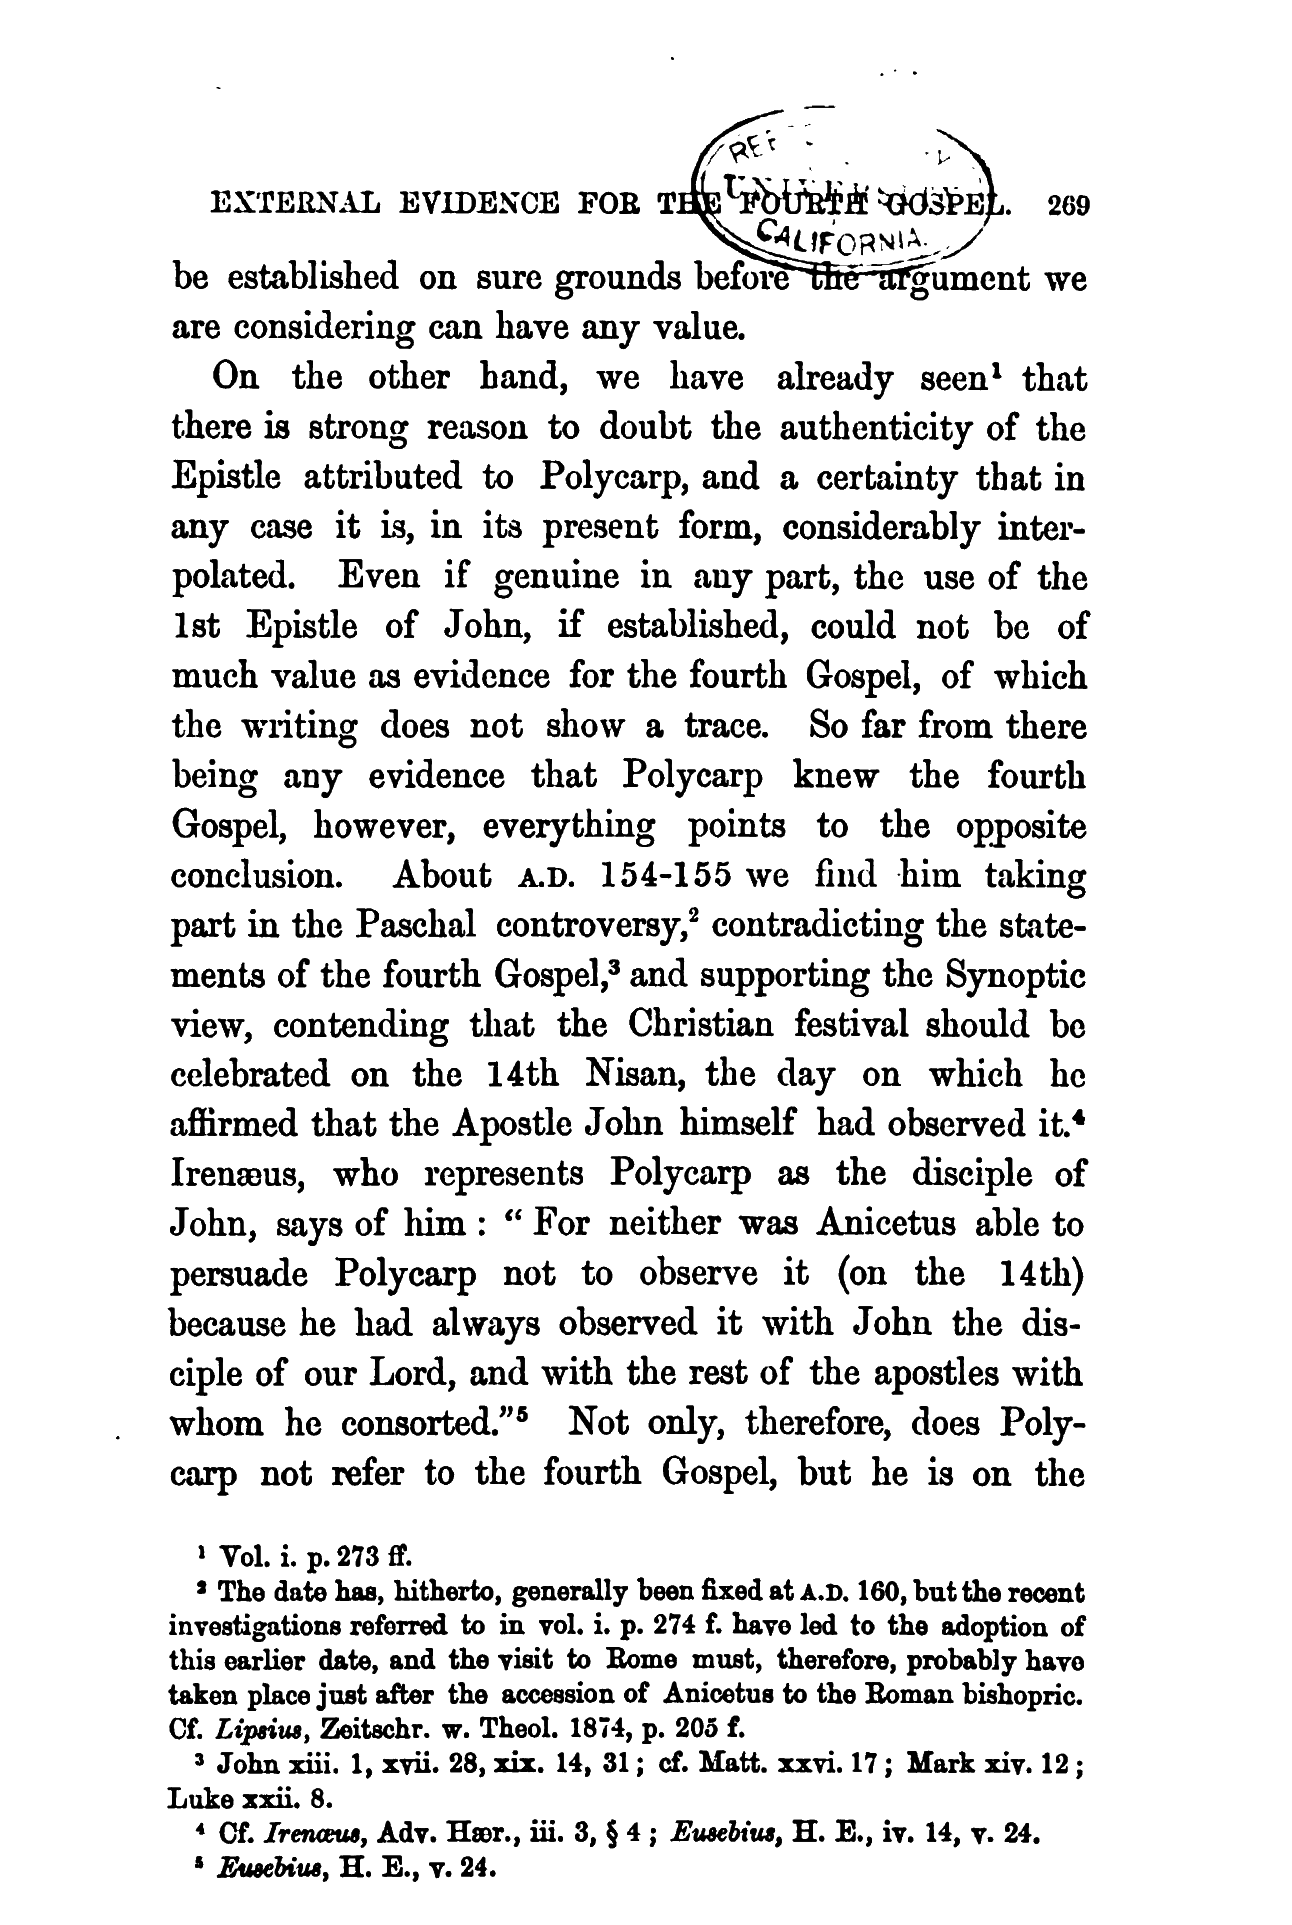 EXTERNAL EVIDENCE FOR THE FOURTH GOSPEL. 269
CALIFORNIA.
be established on sure grounds before the argument we
are considering can have any value.
On the other hand, we have already seen¹ that
there is strong reason to doubt the authenticity of the
Epistle attributed to Polycarp, and a certainty that in
any case it is, in its present form, considerably inter-
polated. Even if genuine in any part, the use of the
1st Epistle of John, if established, could not be of
much value as evidence for the fourth Gospel, of which
the writing does not show a trace. So far from there
being any evidence that Polycarp knew the fourth
Gospel, however, everything points to the opposite
conclusion. About A.D. 154-155 we find him taking
part in the Paschal controversy,² contradicting the state-
ments of the fourth Gospel,³ and supporting the Synoptic
view, contending that the Christian festival should be
celebrated on the 14th Nisan, the day on which he
affirmed that the Apostle John himself had observed it.⁴
Irenæus, who represents Polycarp as the disciple of
John, says of him : “ For neither was Anicetus able to
persuade Polycarp not to observe it (on the 14th)
because he had always observed it with John the dis-
ciple of our Lord, and with the rest of the apostles with
whom he consorted.”⁵ Not only, therefore, does Poly-
carp not refer to the fourth Gospel, but he is on the
¹ Vol. i. p. 273 ff.
² The date has, hitherto, generally been fixed at A.D. 160, but the recent
investigations referred to in vol. i. p. 274 f. have led to the adoption of
this earlier date, and the visit to Rome must, therefore, probably have
taken place just after the accession of Anicetus to the Roman bishopric.
Cf. Lipsius, Zeitschr. w. Theol. 1874, p. 205 f.
³ John xiii. 1, xvii. 28, xix. 14, 31 ; cf. Matt. xxvi. 17 ; Mark xiv. 12 ;
Luke xxii. 8.
⁴ Cf. Irenæus, Adv. Hær., iii. 3, § 4 ; Eusebius, H. E., iv. 14, v. 24.
⁵ Eusebius, H. E., v. 24.